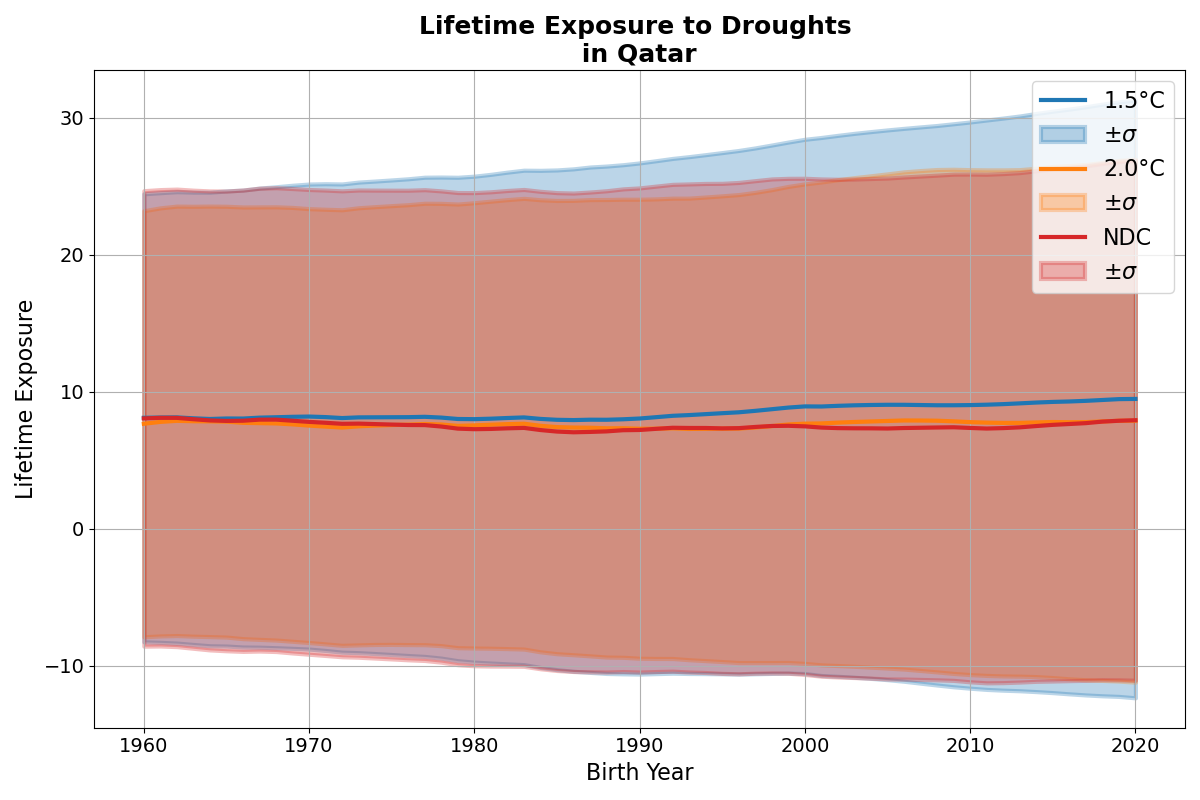 Lifetime Exposure to Droughts
in Qatar
Lifetime Exposure
30
20
10
0
−10
1960
1970
1980
1990
2000
2010
2020
Birth Year
1.5°C
±σ
2.0°C
±σ
NDC
±σ